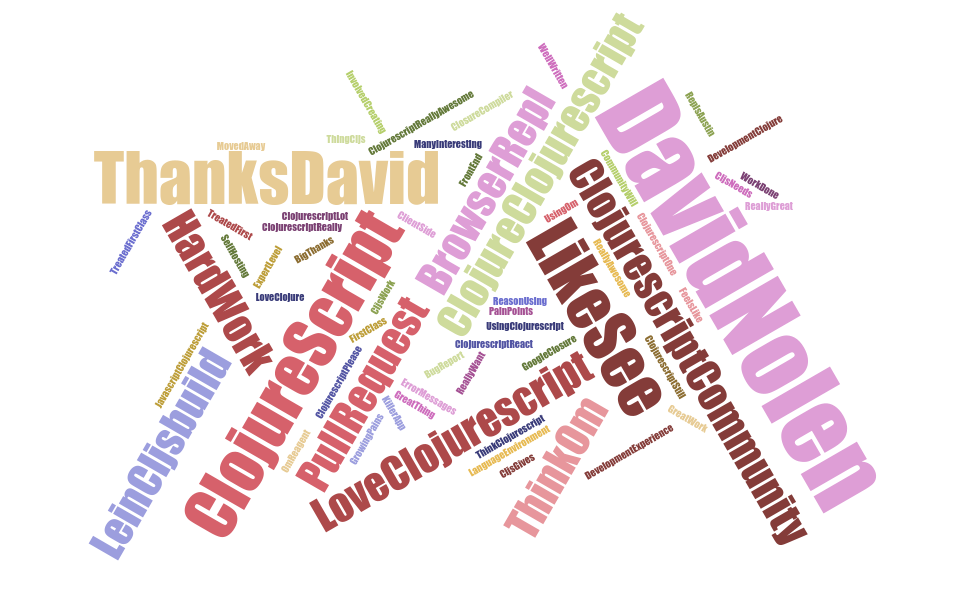 WellWritten
ClojureClojurescript
InvolvedCreating
ClojurescriptReallyAwesome
ClosureCompiler
BrowserRepl
DavidNolen
ReplsAustin
DevelopmentClojure
ThingCljs
ManyInteresting
MovedAway
ThanksDavid
FrontEnd
CommunityWill
ClojurescriptCommunity
CljsNeeds
WorkDone
ReallyGreat
UsingOm
TreatedFirstClass
HardWork
TreatedFirst
ClojurescriptLot
ClojurescriptReally
ClientSide
ClojurescriptOne
SelfHosting
ExpertLevel
BigThanks
ClojureScript
LikeSee
ReallyAwesome
LoveClojure
CljsWork
ReasonUsing
PainPoints
FeelsLike
PullRequest
UsingClojurescript
FirstClass
JavascriptClojurescript
LeinCljsbuild
ClojurescriptPlease
ClojurescriptReact
GoogleClosure
ClojurescriptStill
BugReport
ReallyWant
LoveClojurescript
ErrorMessages
GreatThing
KillerApp
GrowingPains
OmReagent
ThinkOm
GreatWork
ThinkClojurescript
LanguageEnvironment
CljsGives
DevelopmentExperience